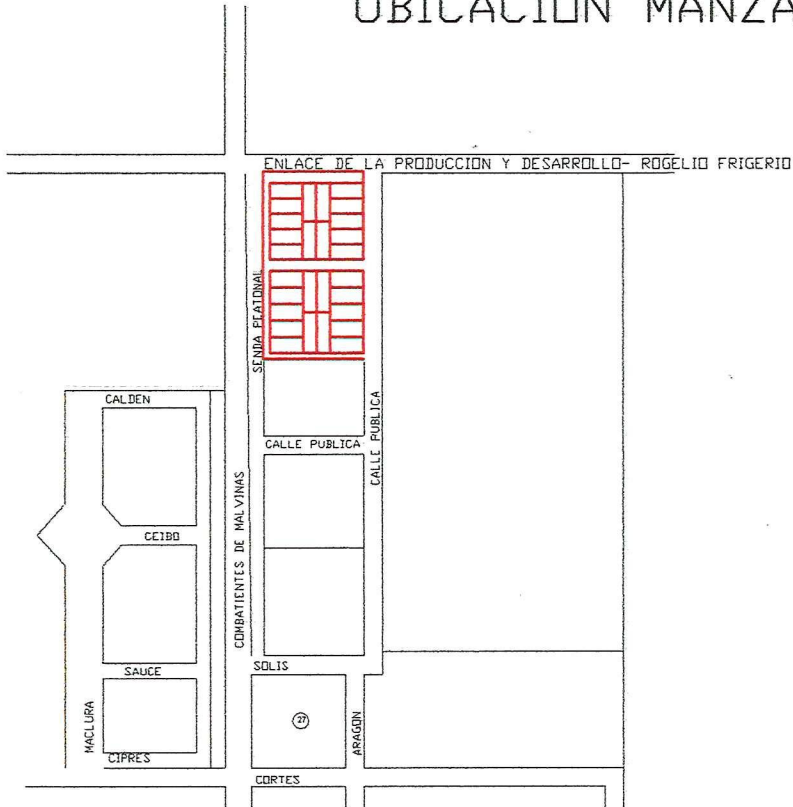 UBICACION MANZA
ENLACE DE LA PRODUCCION Y DESARROLLO- ROGELIO FRIGERIO
SENDA PEATONAL
CALDEN
CALLE PUBLICA
CALLE PUBLICA
COMBATIENTES DE MALVINAS
CEIBO
SOLIS
SAUCE
MACLURA
27
ARAGON
CIPRES
CORTES